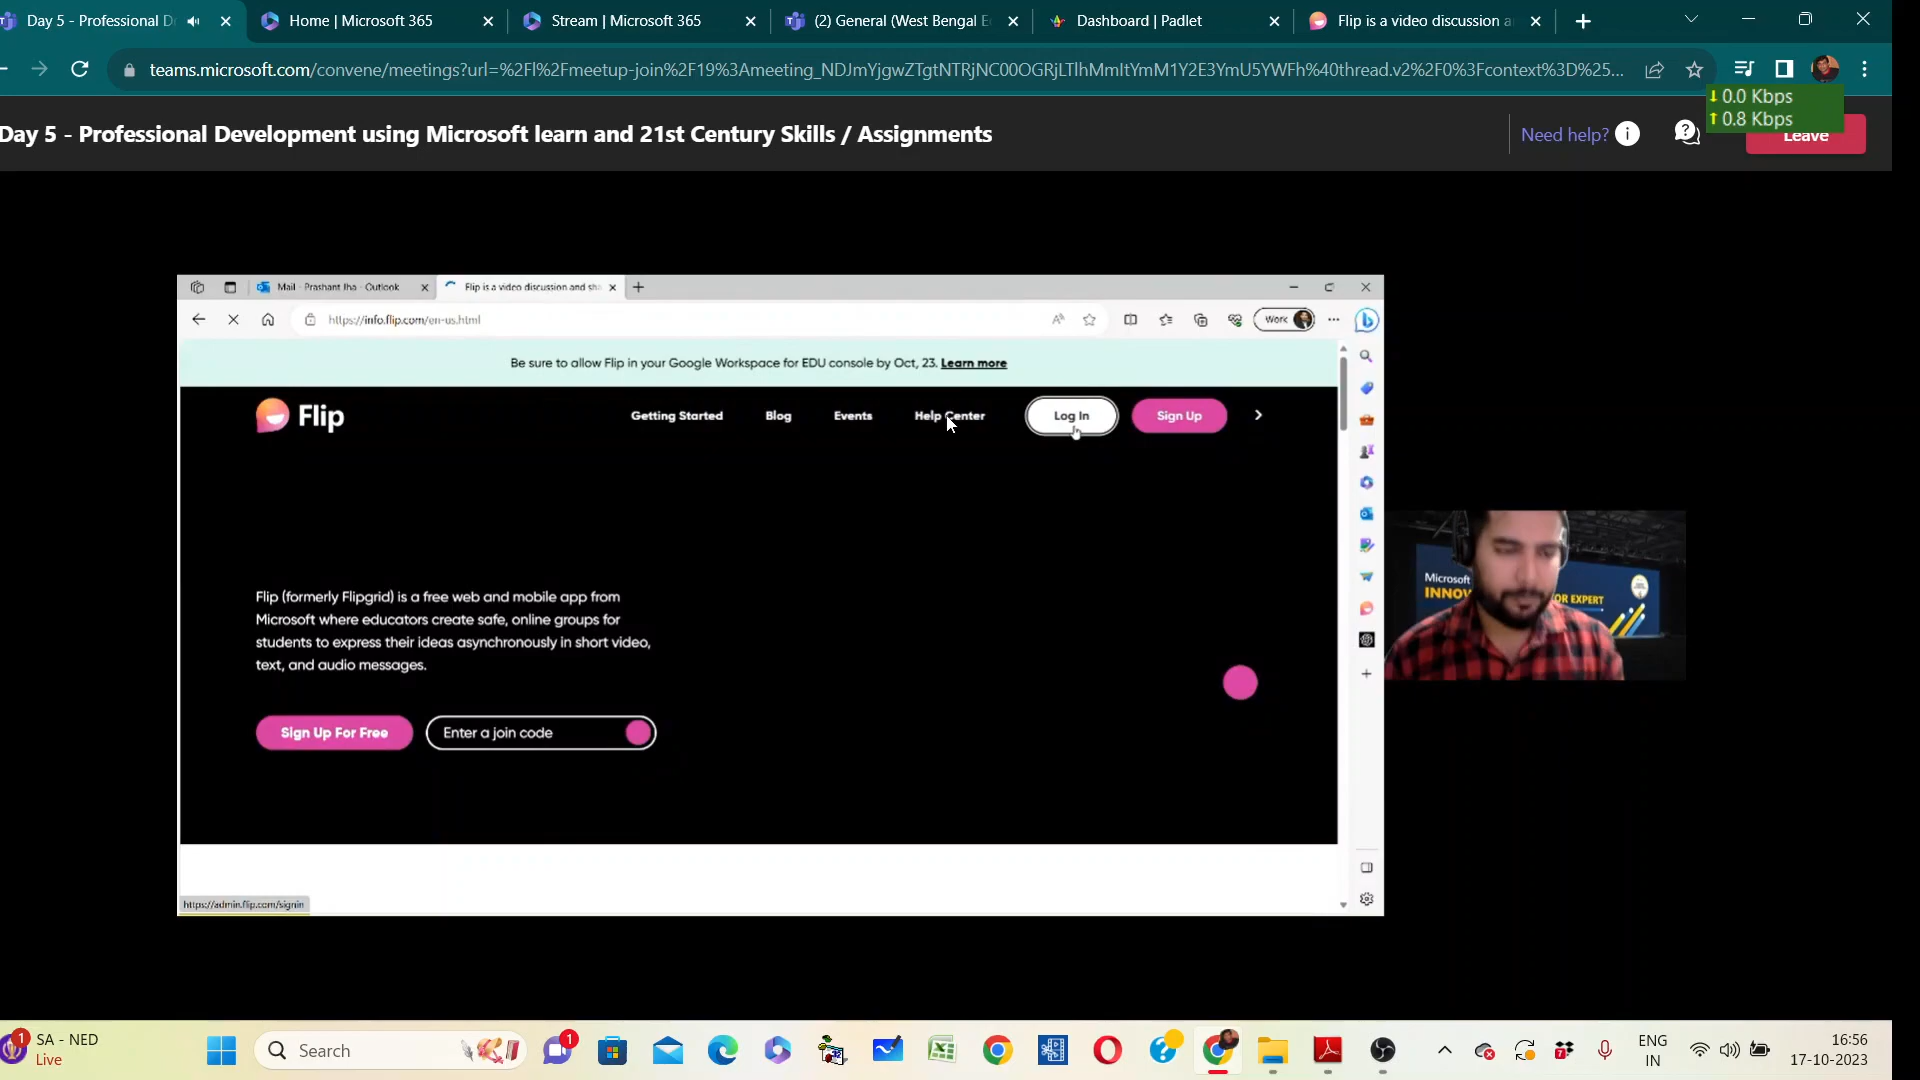 Day 5 - Professional De
Home | Microsoft 365
Stream | Microsoft 365
(2) General (West Bengal E
Dashboard | Padlet
Flip is a video discussion a
teams.microsoft.com/convene/meetings?url=%2Fl%2Fmeetup-join%2F19%3Ameeting_NDJmYjgwZTgtNTRjNC00OGRjLTlhMmItYmM1Y2E3YmU5YWFh%40thread.v2%2F0%3Fcontext%3D%25...
0.0 Kbps
0.8 Kbps
Day 5 - Professional Development using Microsoft learn and 21st Century Skills / Assignments
Need help?
Leave
Mail - Prashant Jha - Outlook
Flip is a video discussion and sha
https://info.flip.com/en-us.html
Work
Be sure to allow Flip in your Google Workspace for EDU console by Oct, 23. Learn more
Flip
Getting Started
Blog
Events
Help Center
Log In
Sign Up
Flip (formerly Flipgrid) is a free web and mobile app from
Microsoft where educators create safe, online groups for
students to express their ideas asynchronously in short video,
text, and audio messages.
Sign Up For Free
Enter a join code
https://admin.flip.com/signin
Microsoft
INNOV
OR EXPERT
1
SA - NED
Live
Search
1
7
ENG
IN
16:56
17-10-2023